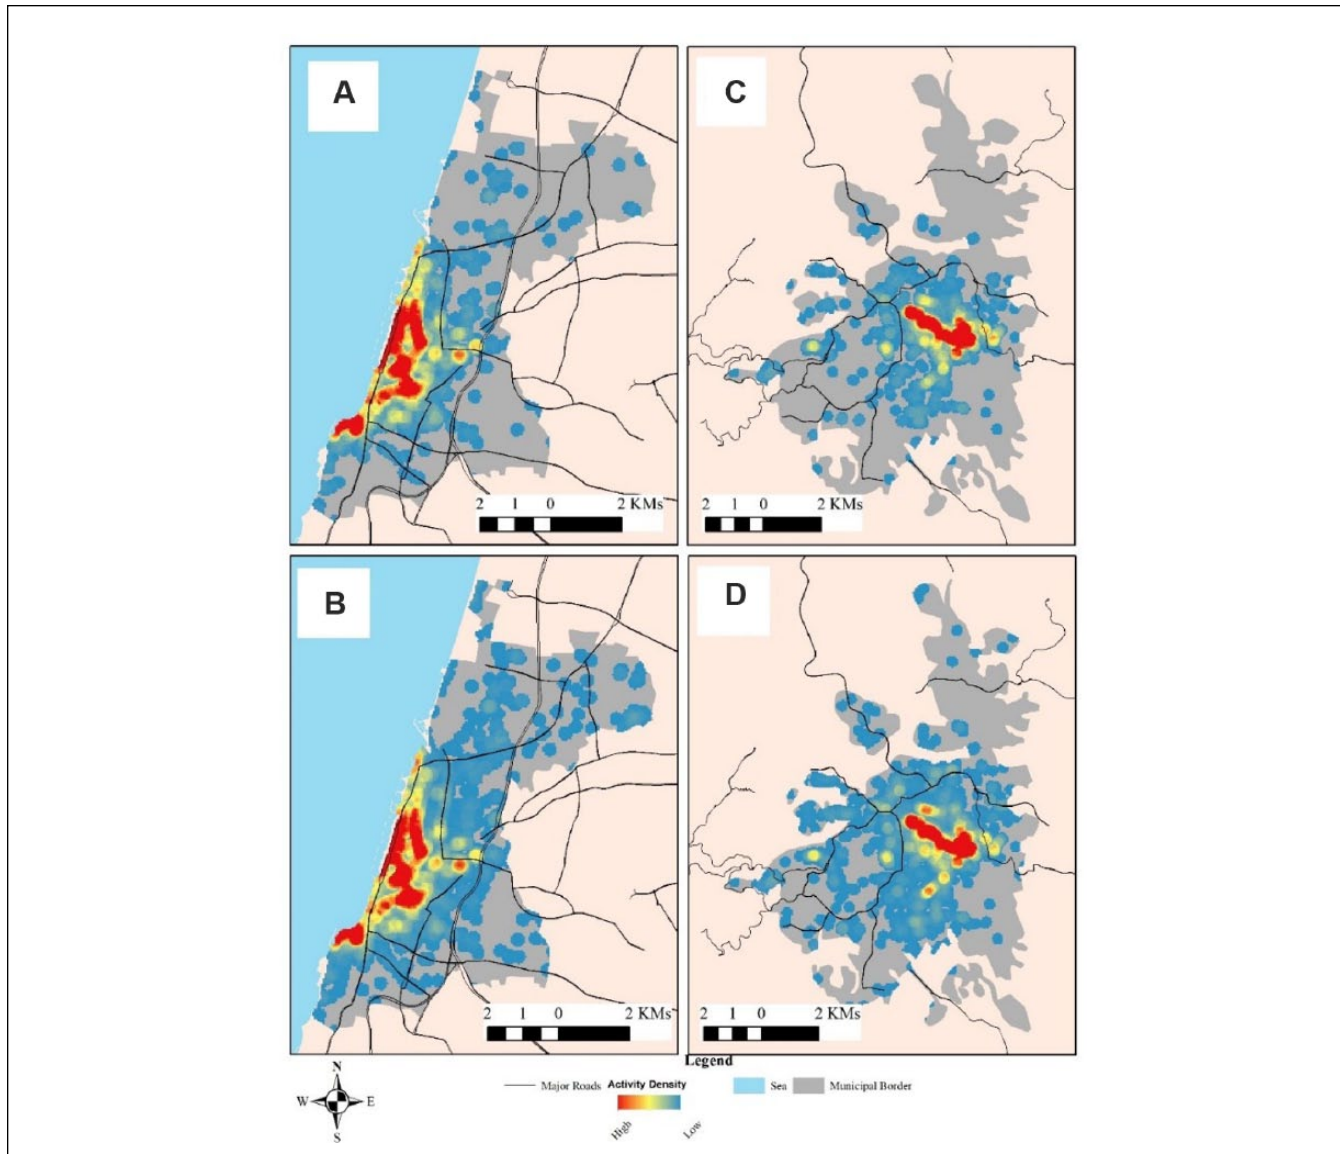 A
C
2 1 0 2 KMs
2 1 0 2 KMs
B
D
2 1 0 2 KMs
2 1 0 2 KMs
Legend
N
W E
S
Major Roads
Activity Density
High Low
Sea
Municipal Border